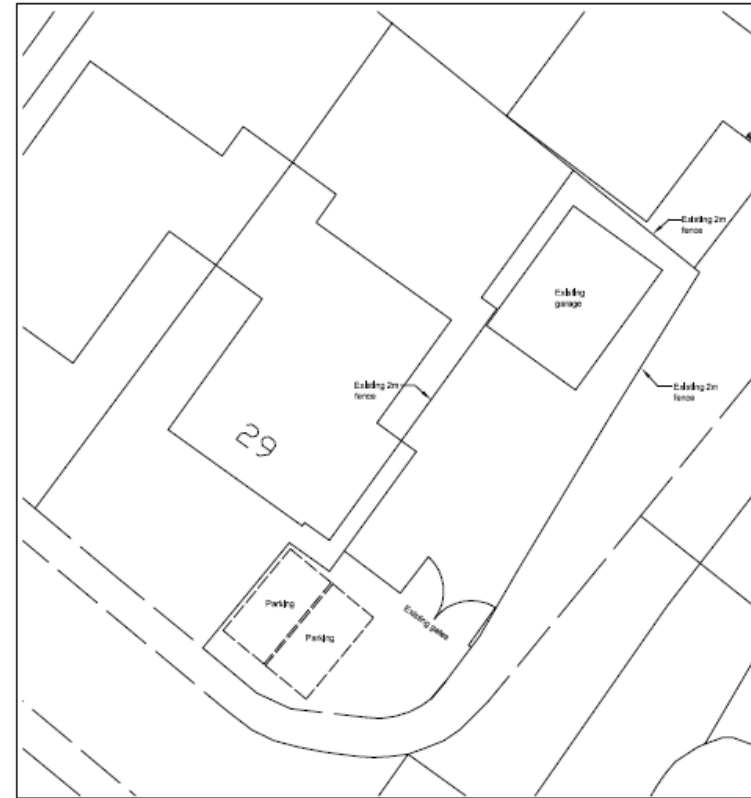 Existing 2m
fence
Existing
garage
Existing 2m
fence
Existing 2m
fence
29
Parking
Parking
Existing gates